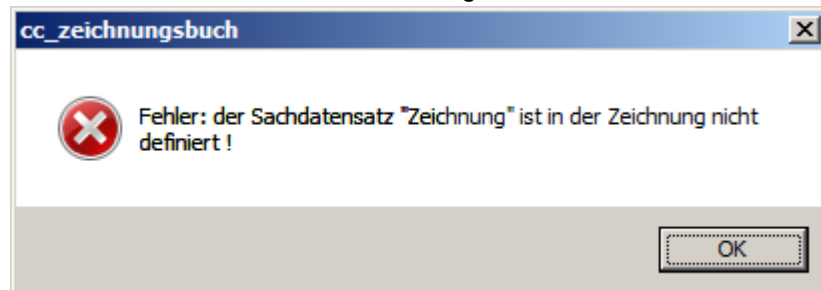 cc_zeichnungsbuch
Fehler: der Sachdatensatz "Zeichnung" ist in der Zeichnung nicht
definiert !
OK